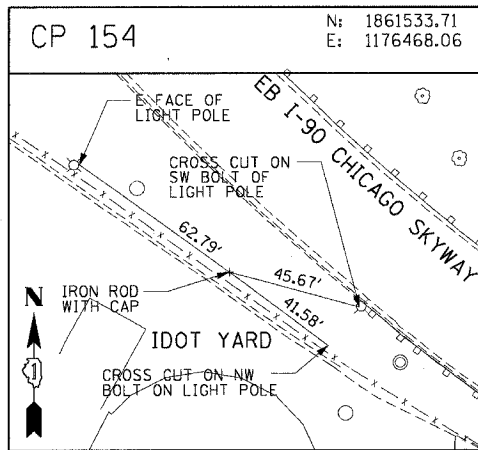 CP 154
N: 1861533.71
E: 1176468.06
E FACE OF
LIGHT POLE
EB I-90 CHICAGO SKYWAY
CROSS CUT ON
SW BOLT OF
LIGHT POLE
62.79'
45.67'
41.58'
IRON ROD
WITH CAP
N
1
IDOT YARD
CROSS CUT ON NW
BOLT ON LIGHT POLE